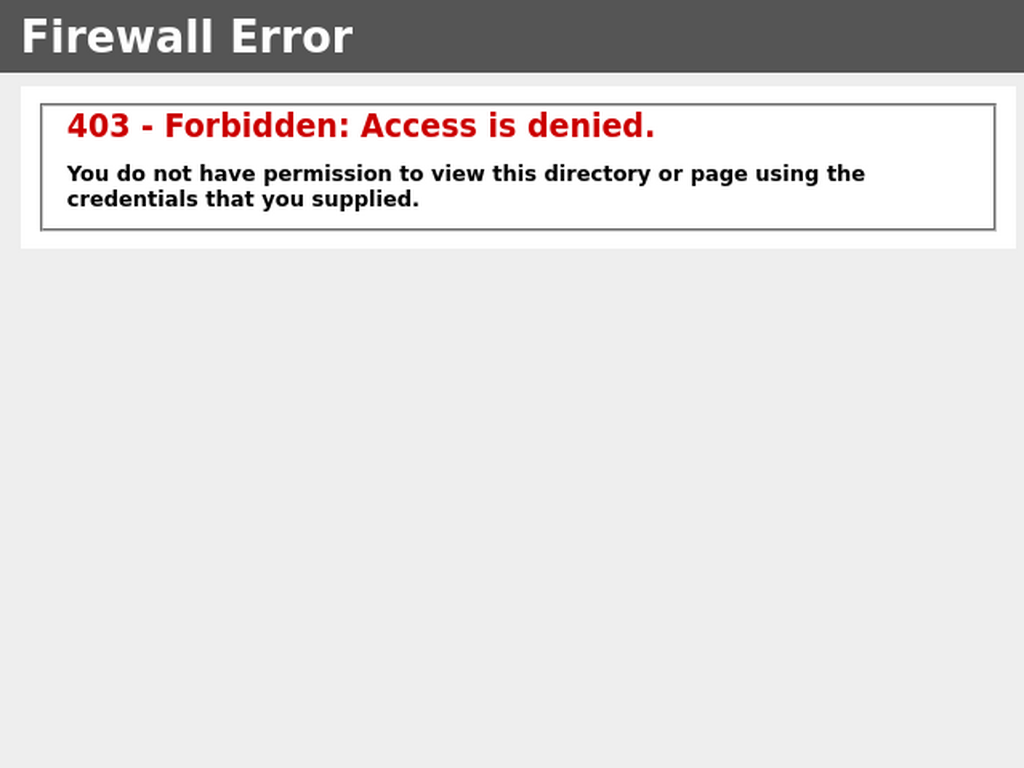 Firewall Error
403 - Forbidden: Access is denied.
You do not have permission to view this directory or page using the
credentials that you supplied.